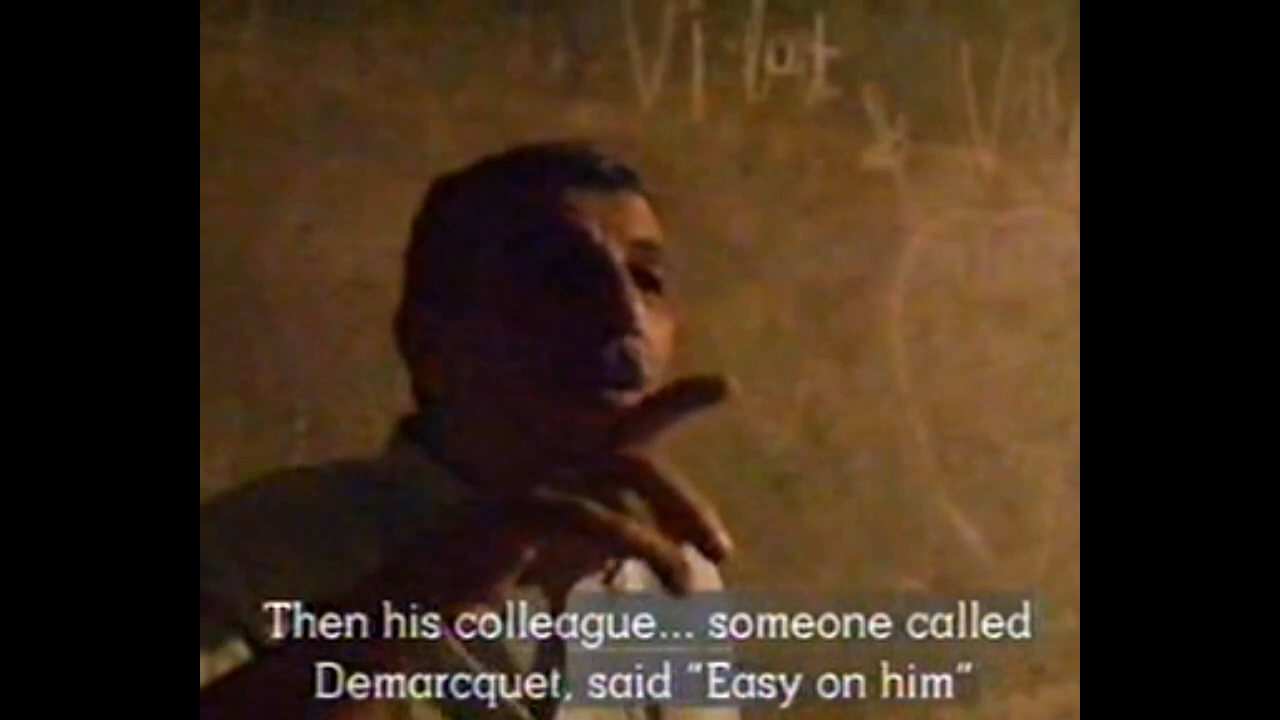 Then his colleague... someone called
Demarcquet, said "Easy on him"